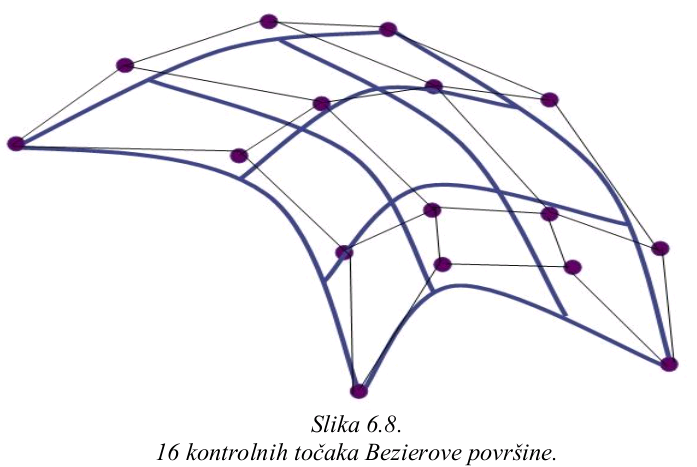 Slika 6.8.
16 kontrolnih točaka Bezierove površine.